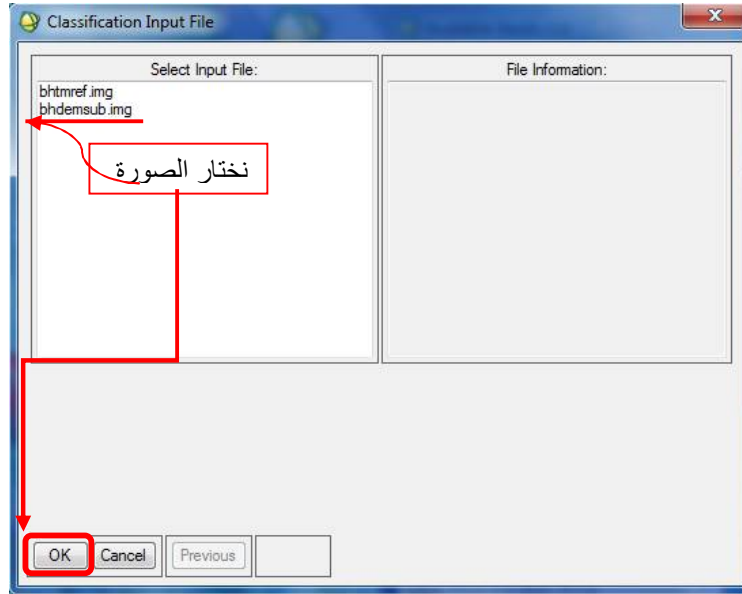 Classification Input File
Select Input File:
File Information:
bhtmref.img
bhdemsub.img
نختار الصورة
OK
Cancel
Previous